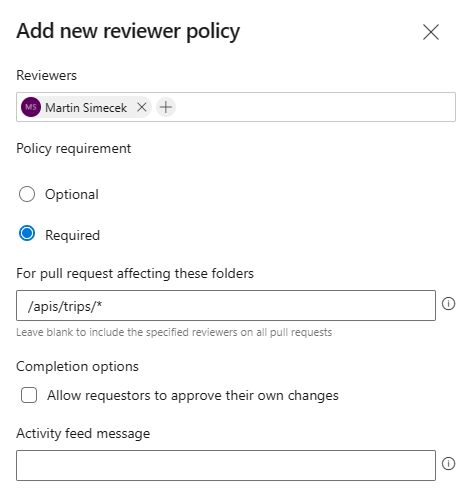 Add new reviewer policy
Reviewers
MS Martin Simecek
Policy requirement
Optional
Required
For pull request affecting these folders
/apis/trips/*
Leave blank to include the specified reviewers on all pull requests
Completion options
Allow requestors to approve their own changes
Activity feed message